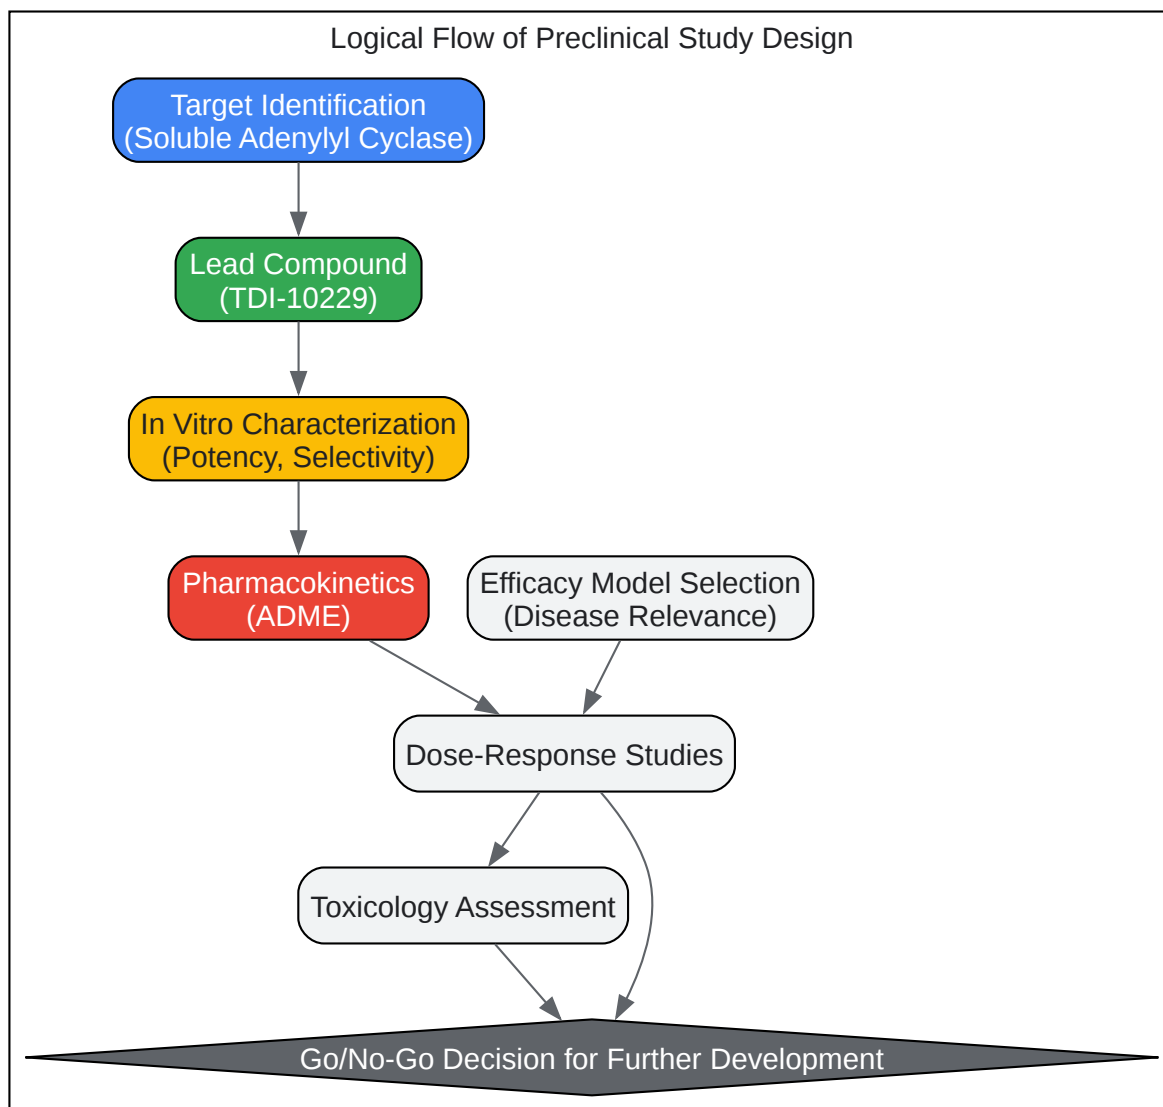 Logical Flow of Preclinical Study Design
Target Identification
(Soluble Adenylyl Cyclase)
Lead Compound
(TDI-10229)
In Vitro Characterization
(Potency, Selectivity)
Pharmacokinetics
(ADME)
Efficacy Model Selection
(Disease Relevance)
Dose-Response Studies
Toxicology Assessment
Go/No-Go Decision for Further Development